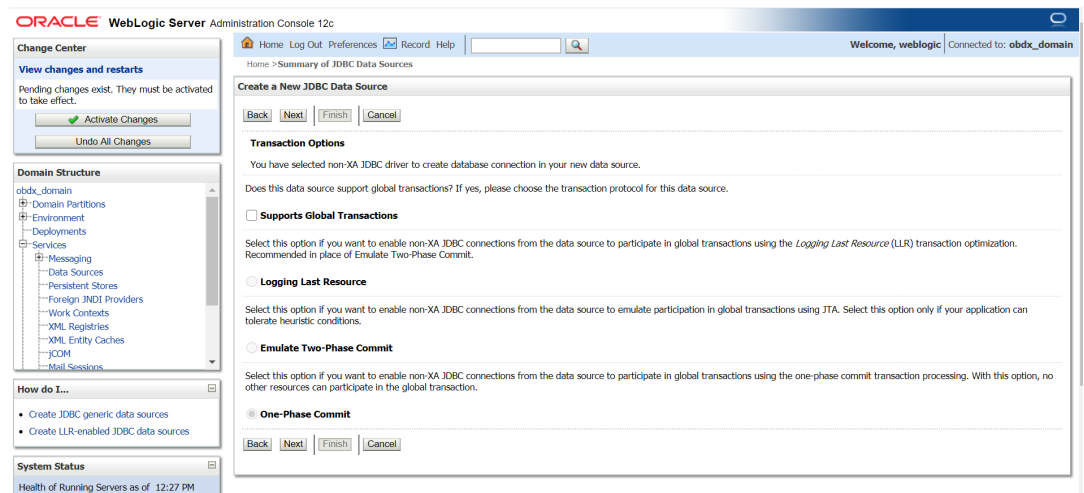 ORACLE WebLogic Server Administration Console 12c
Change Center
View changes and restarts
Pending changes exist. They must be activated
to take effect.
Activate Changes
Undo All Changes
Domain Structure
obdx_domain
Domain Partitions
Environment
Deployments
Services
Messaging
Data Sources
Persistent Stores
Foreign JNDI Providers
Work Contexts
XML Registries
XML Entity Caches
jCOM
Mail Sessions
How do I...
Create JDBC generic data sources
Create LLR-enabled JDBC data sources
System Status
Health of Running Servers as of 12:27 PM
Home Log Out Preferences Record Help
Welcome, weblogic Connected to: obdx_domain
Home >Summary of JDBC Data Sources
Create a New JDBC Data Source
Back Next Finish Cancel
Transaction Options
You have selected non-XA JDBC driver to create database connection in your new data source.
Does this data source support global transactions? If yes, please choose the transaction protocol for this data source.
Supports Global Transactions
Select this option if you want to enable non-XA JDBC connections from the data source to participate in global transactions using the Logging Last Resource (LLR) transaction optimization.
Recommended in place of Emulate Two-Phase Commit.
Logging Last Resource
Select this option if you want to enable non-XA JDBC connections from the data source to emulate participation in global transactions using JTA. Select this option only if your application can
tolerate heuristic conditions.
Emulate Two-Phase Commit
Select this option if you want to enable non-XA JDBC connections from the data source to participate in global transactions using the one-phase commit transaction processing. With this option, no
other resources can participate in the global transaction.
One-Phase Commit
Back Next Finish Cancel